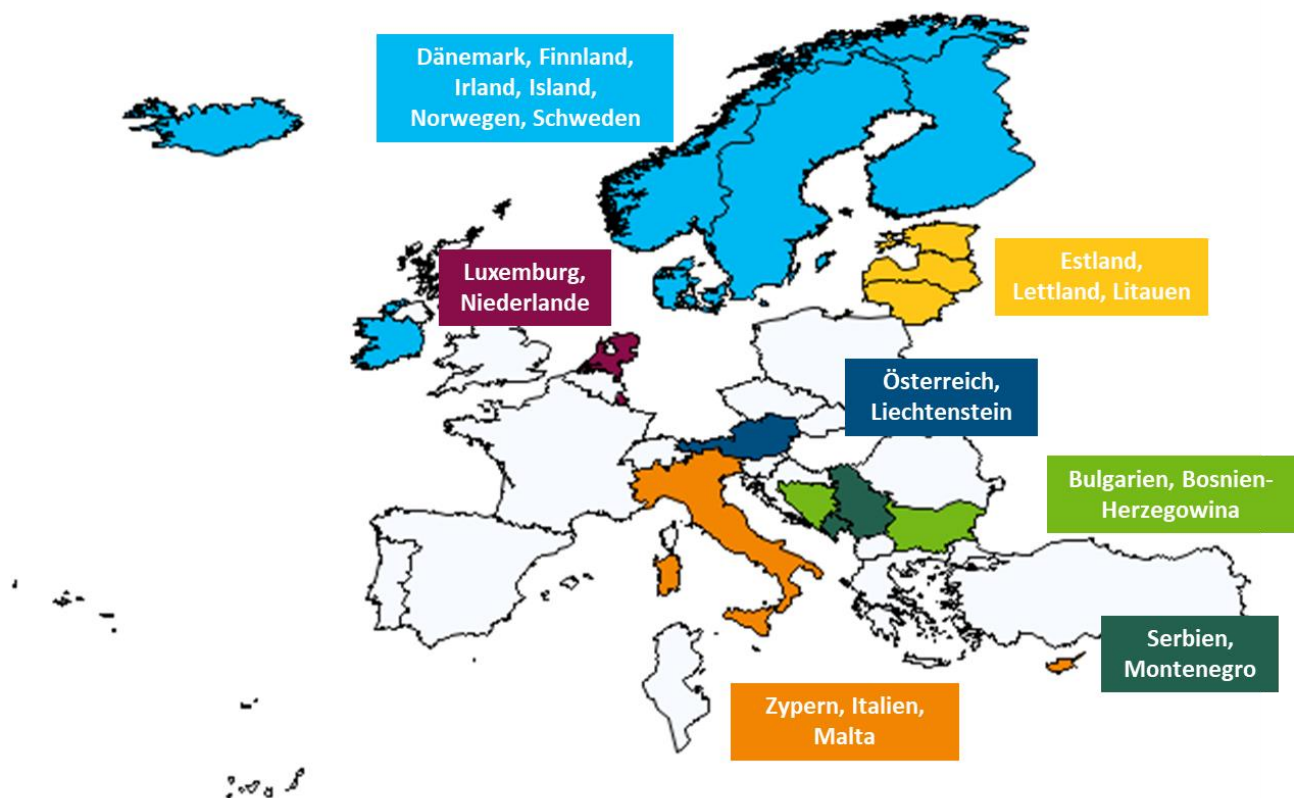 Dänemark, Finnland,
Irland, Island,
Norwegen, Schweden
Luxemburg,
Niederlande
Estland,
Lettland, Litauen
Österreich,
Liechtenstein
Bulgarien, Bosnien-
Herzegowina
Serbien,
Montenegro
Zypern, Italien,
Malta